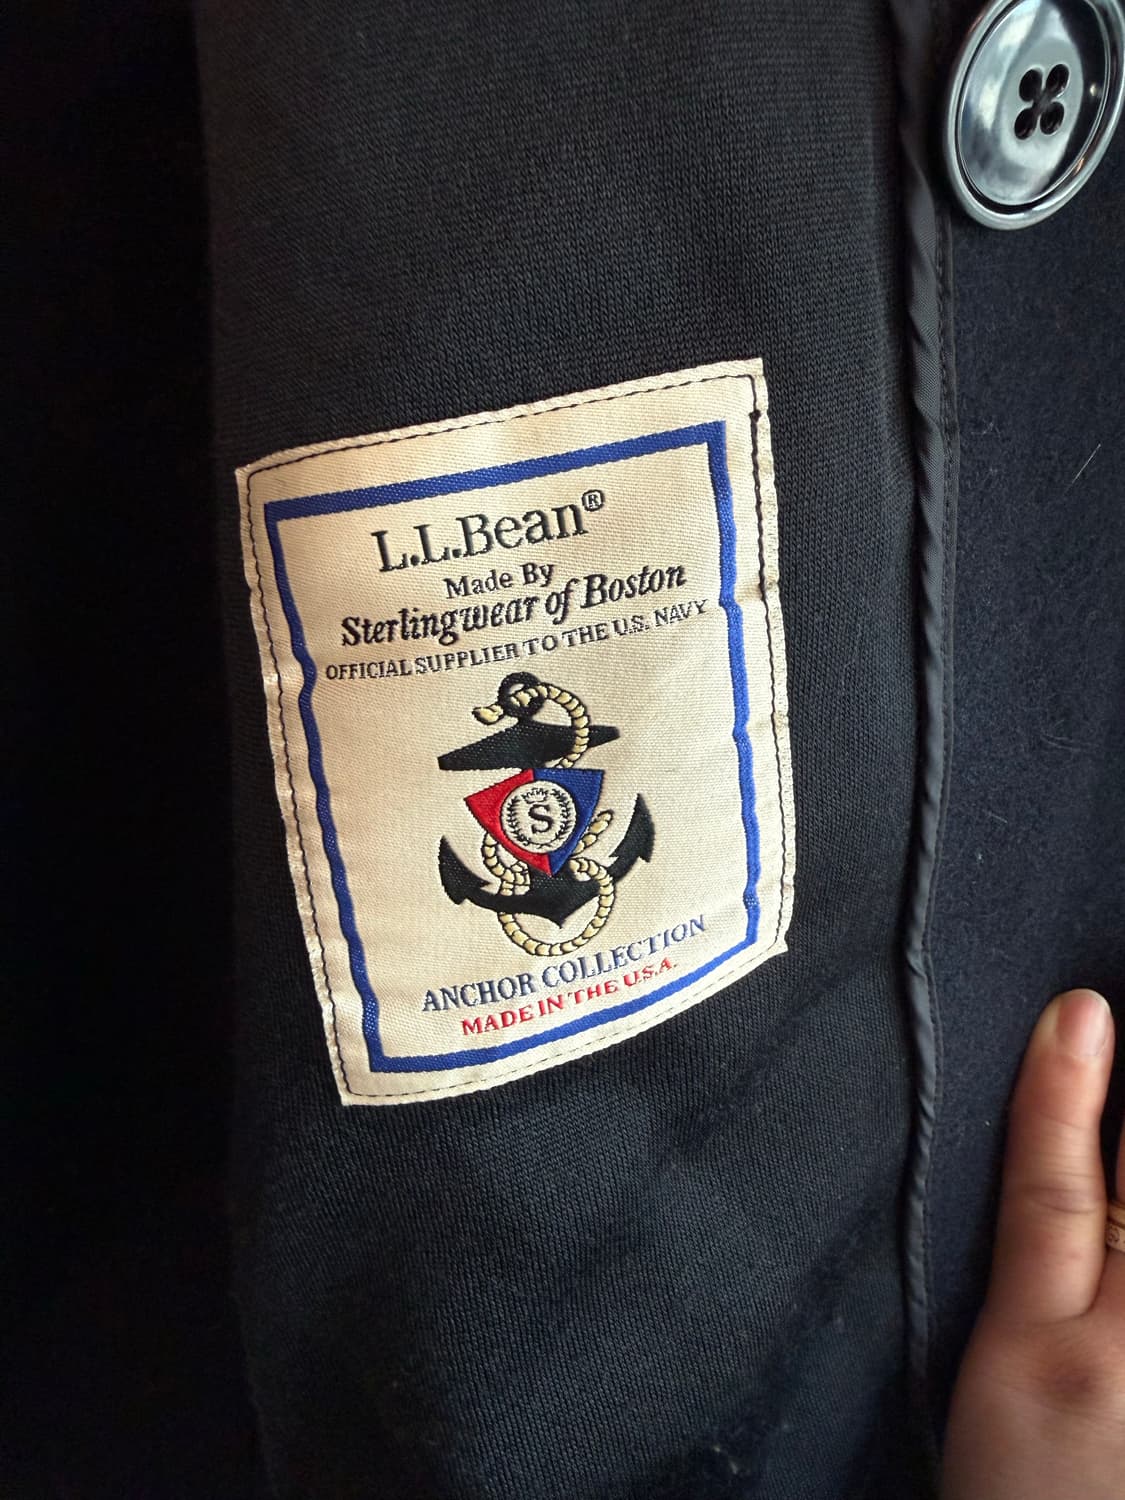 L.L.Bean®
Made By
Sterlingwear of Boston
OFFICIAL SUPPLIER TO THE U.S. NAVY
S
ANCHOR COLLECTION
MADE IN THE U.S.A.